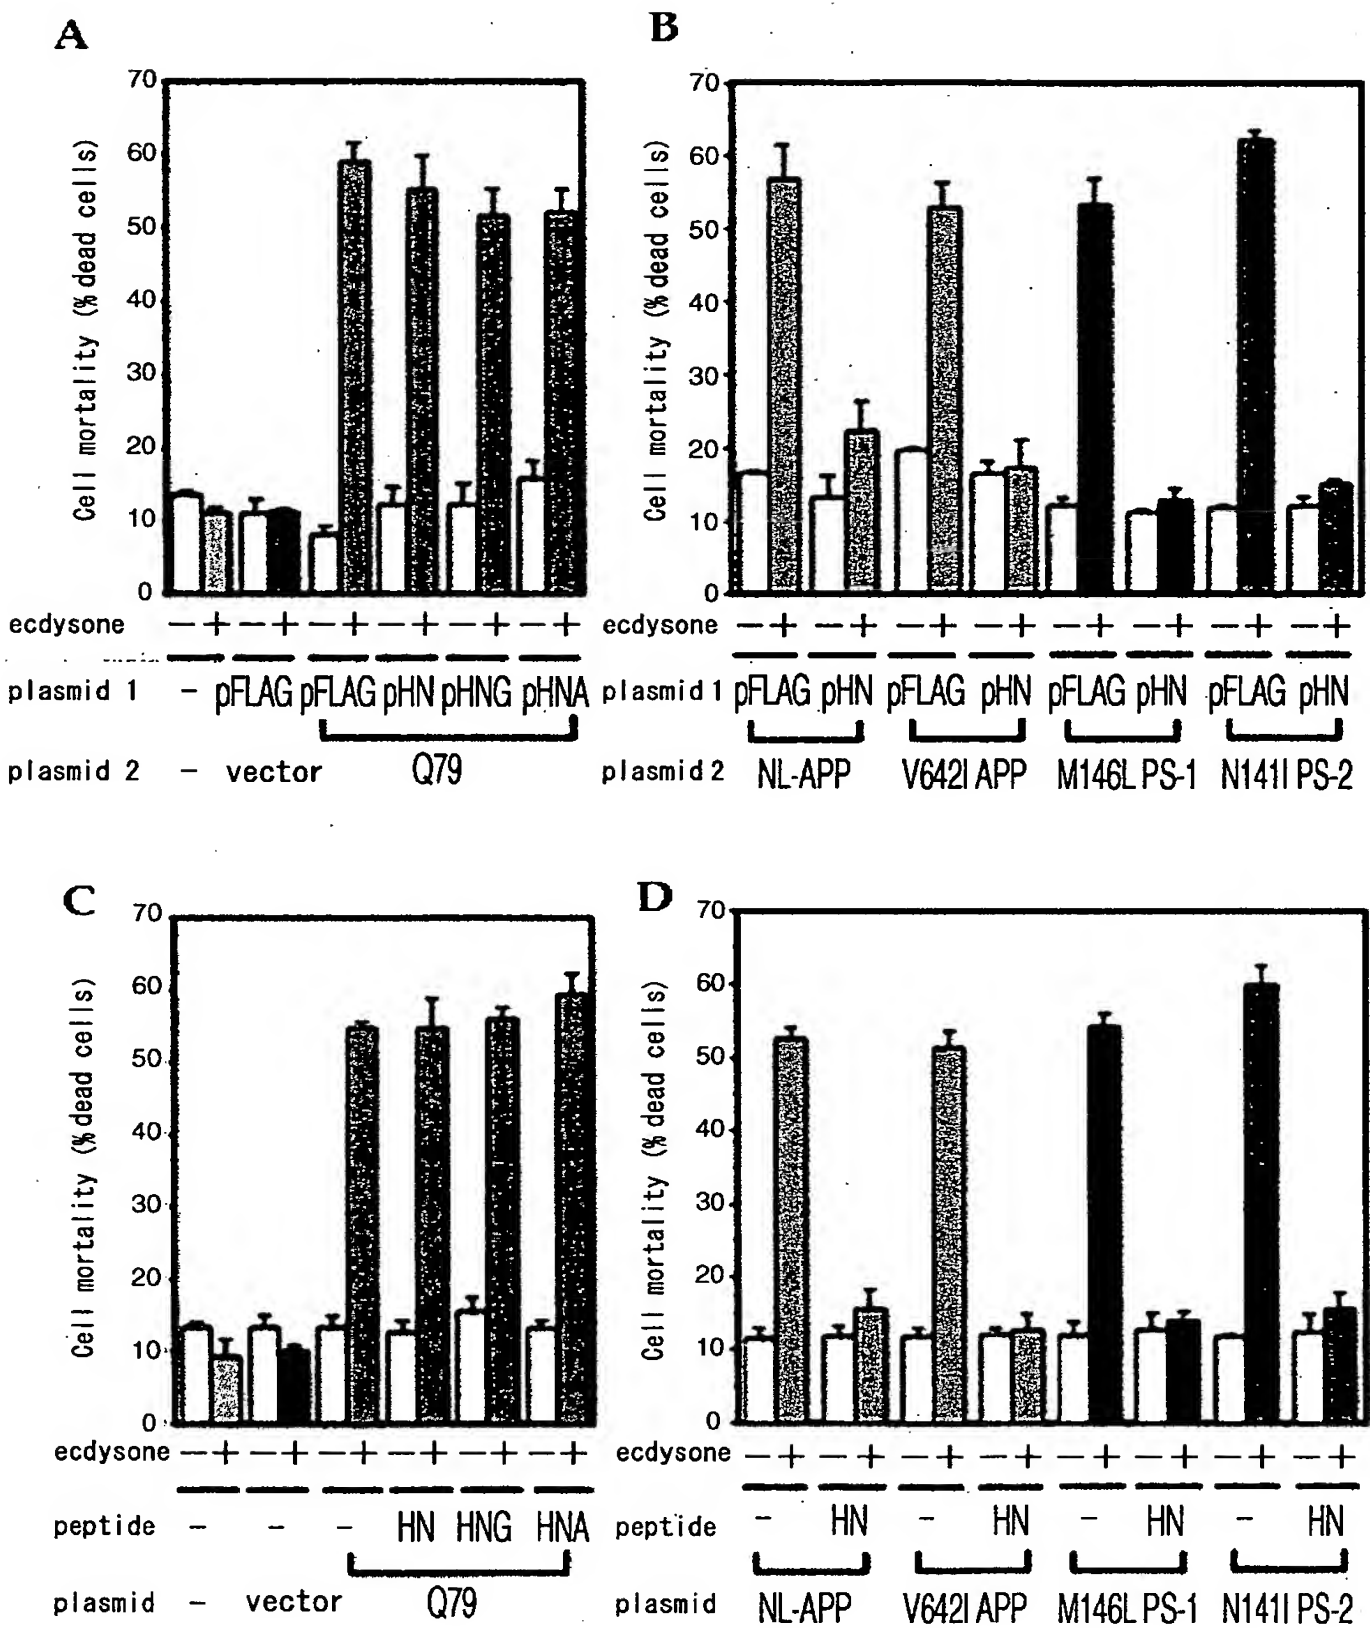 A
70
60
50
40
30
20
10
0
Cell mortality (% dead cells)
ecdysone − + − + − + − + − + − +
plasmid 1 − pFLAG pFLAG pHN pHNG pHNA
plasmid 2 − vector Q79
B
70
60
50
40
30
20
10
0
Cell mortality (% dead cells)
ecdysone − + − + − + − + − + − + − + − +
plasmid 1 pFLAG pHN pFLAG pHN pFLAG pHN pFLAG pHN
plasmid 2 NL-APP V642I APP M146L PS-1 N141I PS-2
C
70
60
50
40
30
20
10
0
Cell mortality (% dead cells)
ecdysone − + − + − + − + − + − +
peptide − − − HN HNG HNA
plasmid − vector Q79
D
70
60
50
40
30
20
10
0
Cell mortality (% dead cells)
ecdysone − + − + − + − + − + − + − + − +
peptide − HN − HN − HN − HN
plasmid NL-APP V642I APP M146L PS-1 N141I PS-2